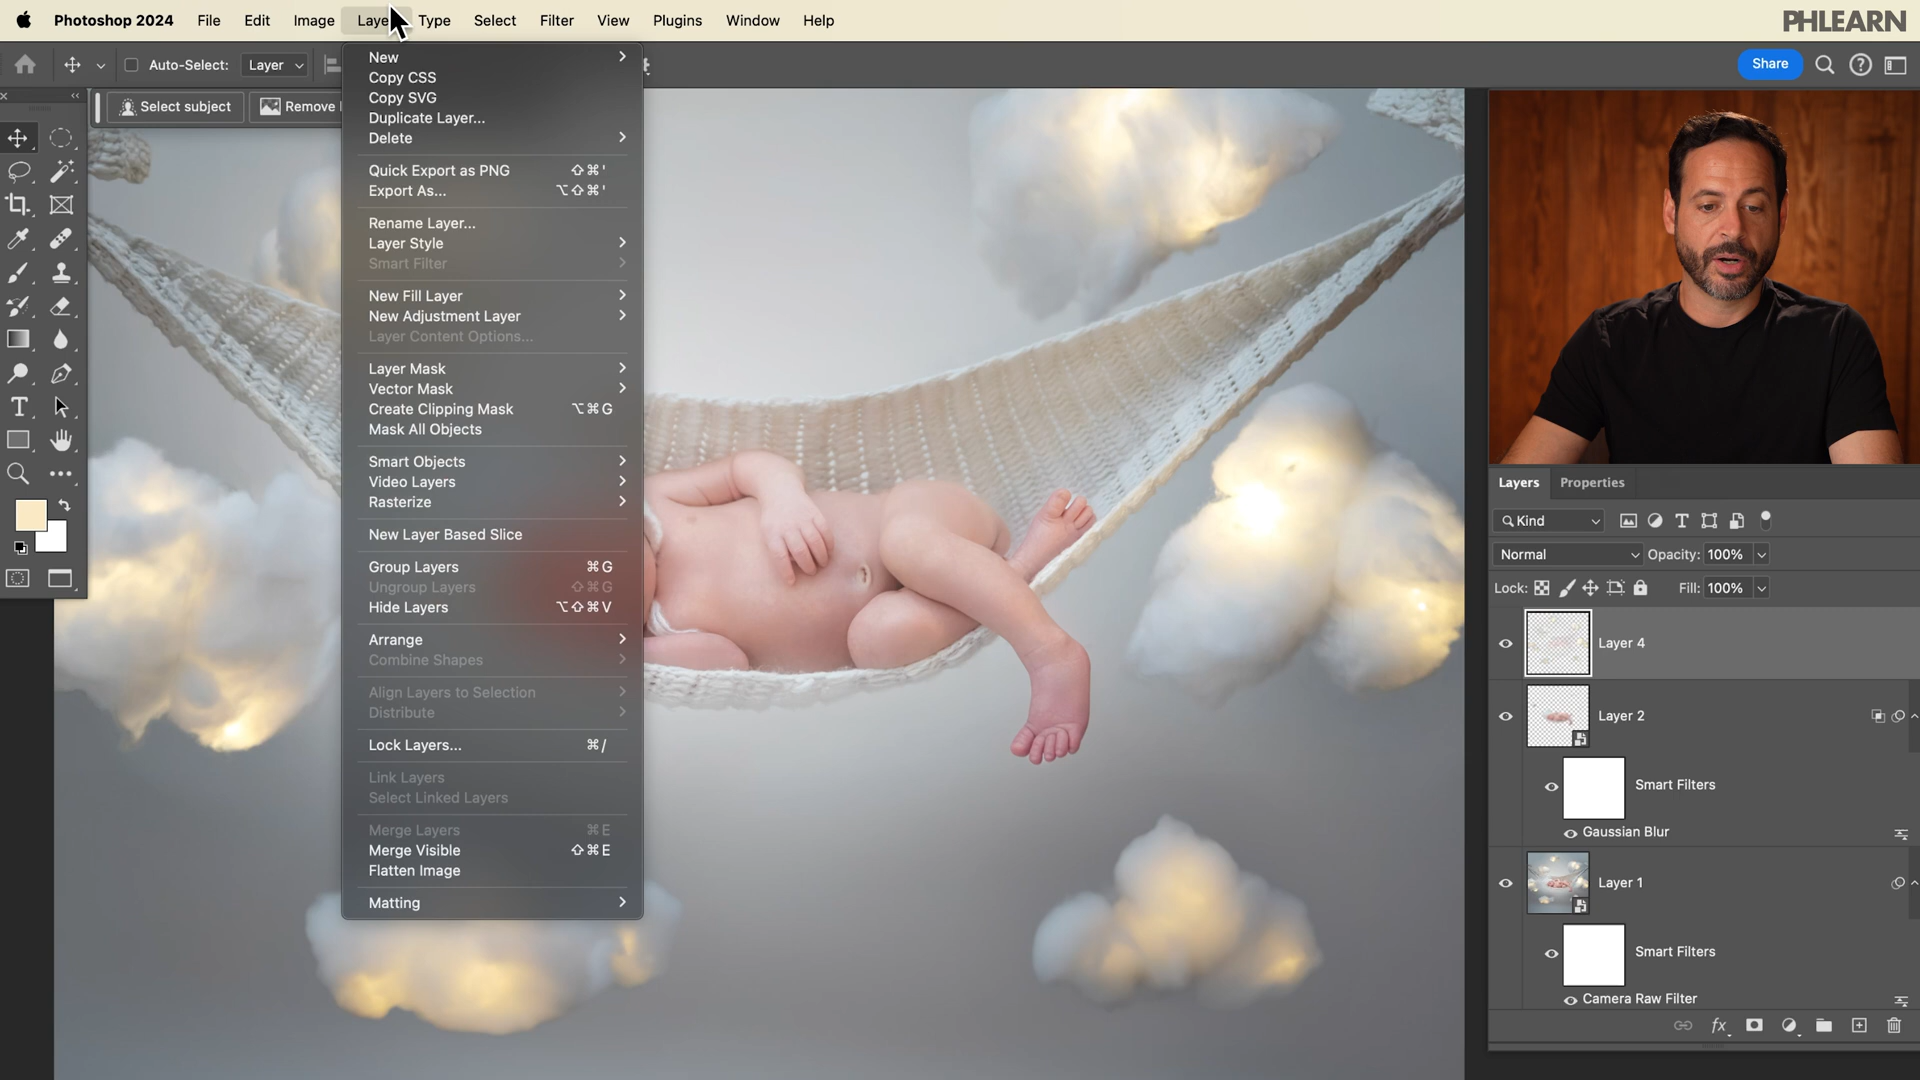 Photoshop 2024 File Edit Image Laye Type Select Filter View Plugins Window Help
PHLEARN
Auto-Select: Layer
Share
Select subject Remove
New
Copy CSS
Copy SVG
Duplicate Layer...
Delete
Quick Export as PNG ⇧⌘'
Export As... ⌥⇧⌘'
Rename Layer...
Layer Style
Smart Filter
New Fill Layer
New Adjustment Layer
Layer Content Options...
Layer Mask
Vector Mask
Create Clipping Mask ⌥⌘G
Mask All Objects
Smart Objects
Video Layers
Rasterize
New Layer Based Slice
Group Layers ⌘G
Ungroup Layers ⇧⌘G
Hide Layers ⌥⇧⌘V
Arrange
Combine Shapes
Align Layers to Selection
Distribute
Lock Layers... ⌘/
Link Layers
Select Linked Layers
Merge Layers ⌘E
Merge Visible ⇧⌘E
Flatten Image
Matting
Layers Properties
Kind
Normal Opacity: 100%
Lock: Fill: 100%
Layer 4
Layer 2
Smart Filters
Gaussian Blur
Layer 1
Smart Filters
Camera Raw Filter
fx